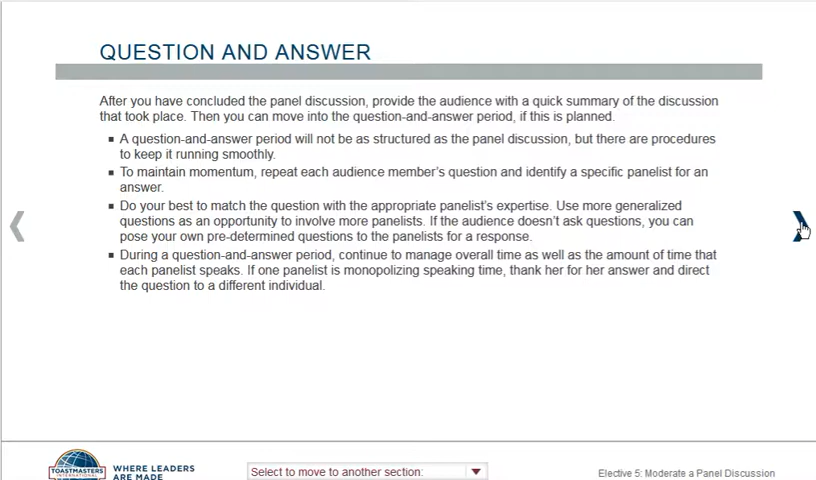 QUESTION AND ANSWER
After you have concluded the panel discussion, provide the audience with a quick summary of the discussion
that took place. Then you can move into the question-and-answer period, if this is planned.
▪ A question-and-answer period will not be as structured as the panel discussion, but there are procedures
to keep it running smoothly.
▪ To maintain momentum, repeat each audience member's question and identify a specific panelist for an
answer.
▪ Do your best to match the question with the appropriate panelist's expertise. Use more generalized
questions as an opportunity to involve more panelists. If the audience doesn't ask questions, you can
pose your own pre-determined questions to the panelists for a response.
▪ During a question-and-answer period, continue to manage overall time as well as the amount of time that
each panelist speaks. If one panelist is monopolizing speaking time, thank her for her answer and direct
the question to a different individual.
TOASTMASTERS
INTERNATIONAL
WHERE LEADERS
ARE MADE
Select to move to another section:
Elective 5: Moderate a Panel Discussion